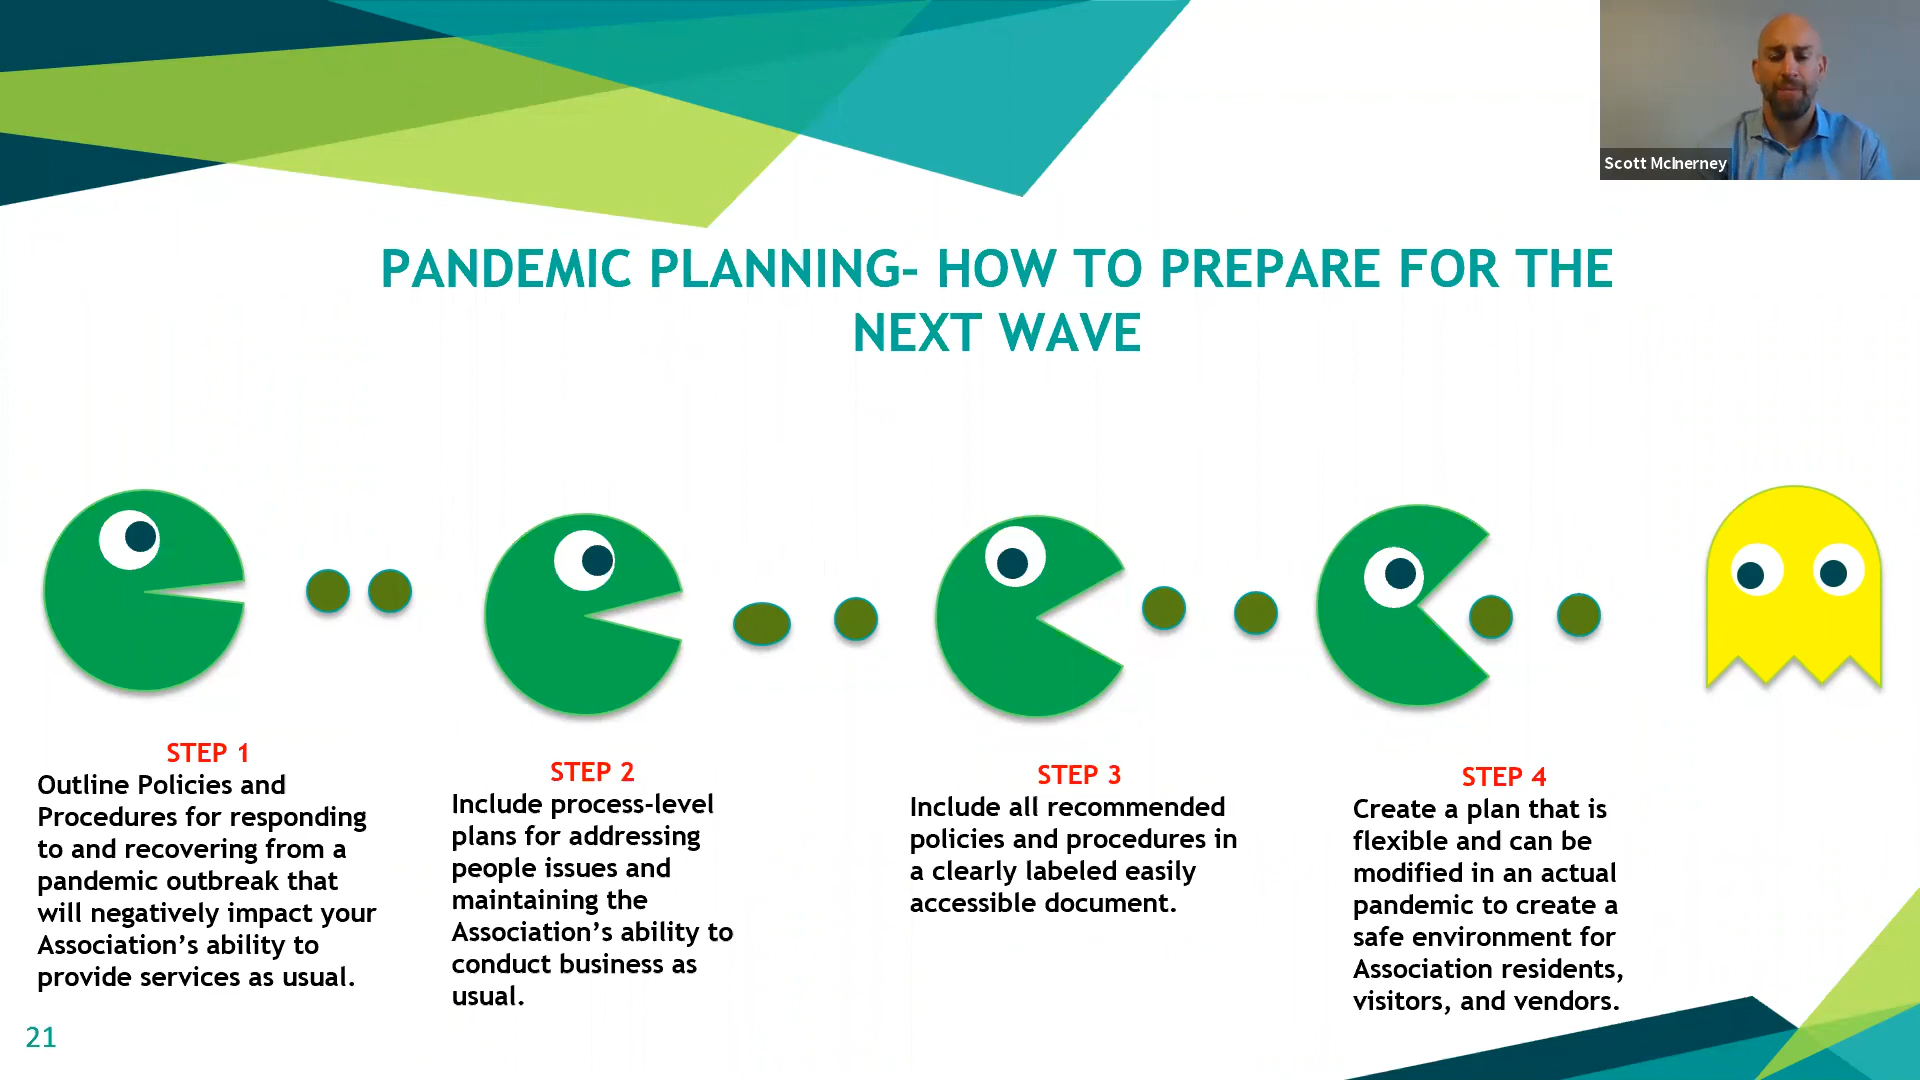 Scott McInerney
PANDEMIC PLANNING- HOW TO PREPARE FOR THE
NEXT WAVE
STEP 1
Outline Policies and
Procedures for responding
to and recovering from a
pandemic outbreak that
will negatively impact your
Association’s ability to
provide services as usual.
STEP 2
Include process-level
plans for addressing
people issues and
maintaining the
Association’s ability to
conduct business as
usual.
STEP 3
Include all recommended
policies and procedures in
a clearly labeled easily
accessible document.
STEP 4
Create a plan that is
flexible and can be
modified in an actual
pandemic to create a
safe environment for
Association residents,
visitors, and vendors.
21